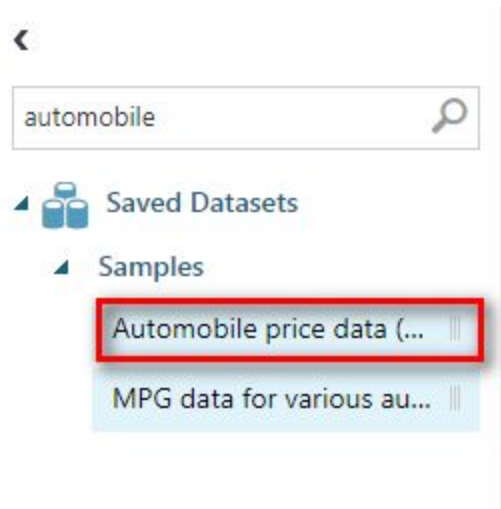 automobile
Saved Datasets
Samples
Automobile price data (...
MPG data for various au...